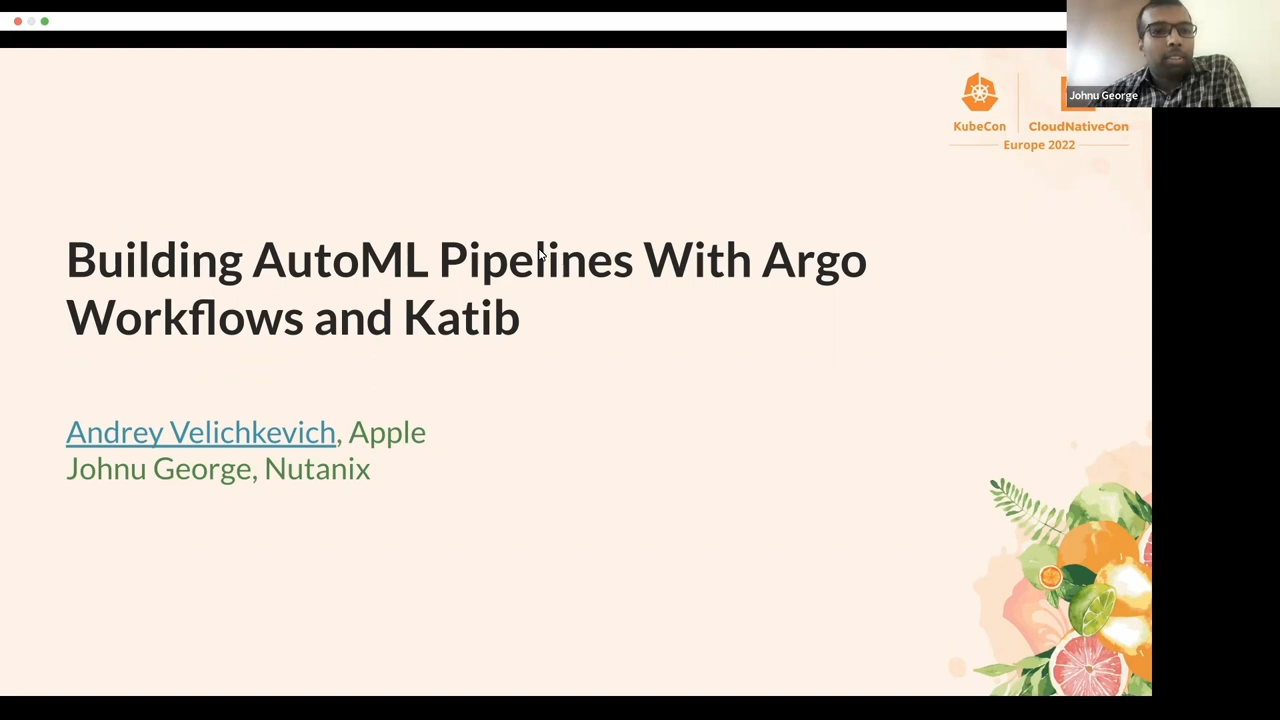 Johnu George
KubeCon
CloudNativeCon
Europe 2022
Building AutoML Pipelines With Argo
Workflows and Katib
Andrey Velichkevich, Apple
Johnu George, Nutanix